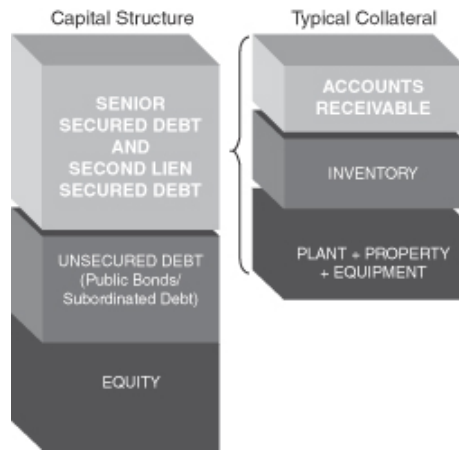 Capital Structure
SENIOR
SECURED DEBT
AND
SECOND LIEN
SECURED DEBT
UNSECURED DEBT
(Public Bonds/
Subordinated Debt)
EQUITY
Typical Collateral
ACCOUNTS
RECEIVABLE
INVENTORY
PLANT + PROPERTY
+ EQUIPMENT